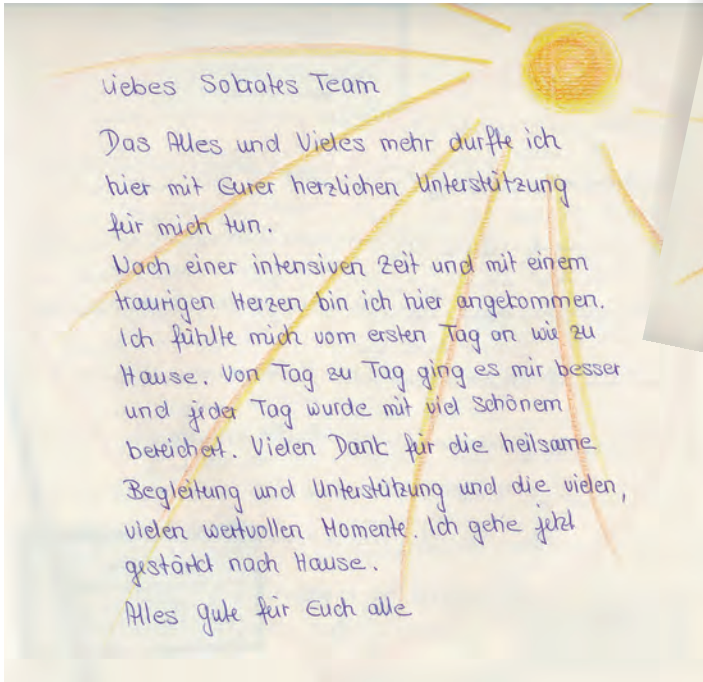 Liebes Sokrates Team
Das Alles und Vieles mehr durfte ich
hier mit Eurer herzlichen Unterstützung
für mich tun.
Nach einer intensiven Zeit und mit einem
traurigen Herzen bin ich hier angekommen.
Ich fühlte mich vom ersten Tag an wie zu
Hause. Von Tag zu Tag ging es mir besser
und jeder Tag wurde mit viel Schönem
bereichert. Vielen Dank für die heilsame
Begleitung und Unterstützung und die vielen,
vielen wertvollen Momente. Ich gehe jetzt
gestärkt nach Hause.
Alles gute für Euch alle